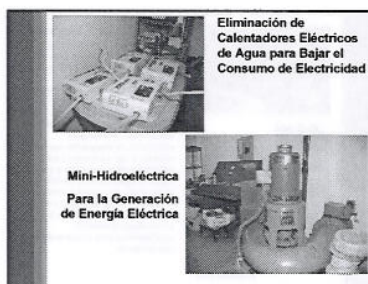 Eliminación de
Calentadores Eléctricos
de Agua para Bajar el
Consumo de Electricidad
Mini-Hidroeléctrica
Para la Generación
de Energía Eléctrica